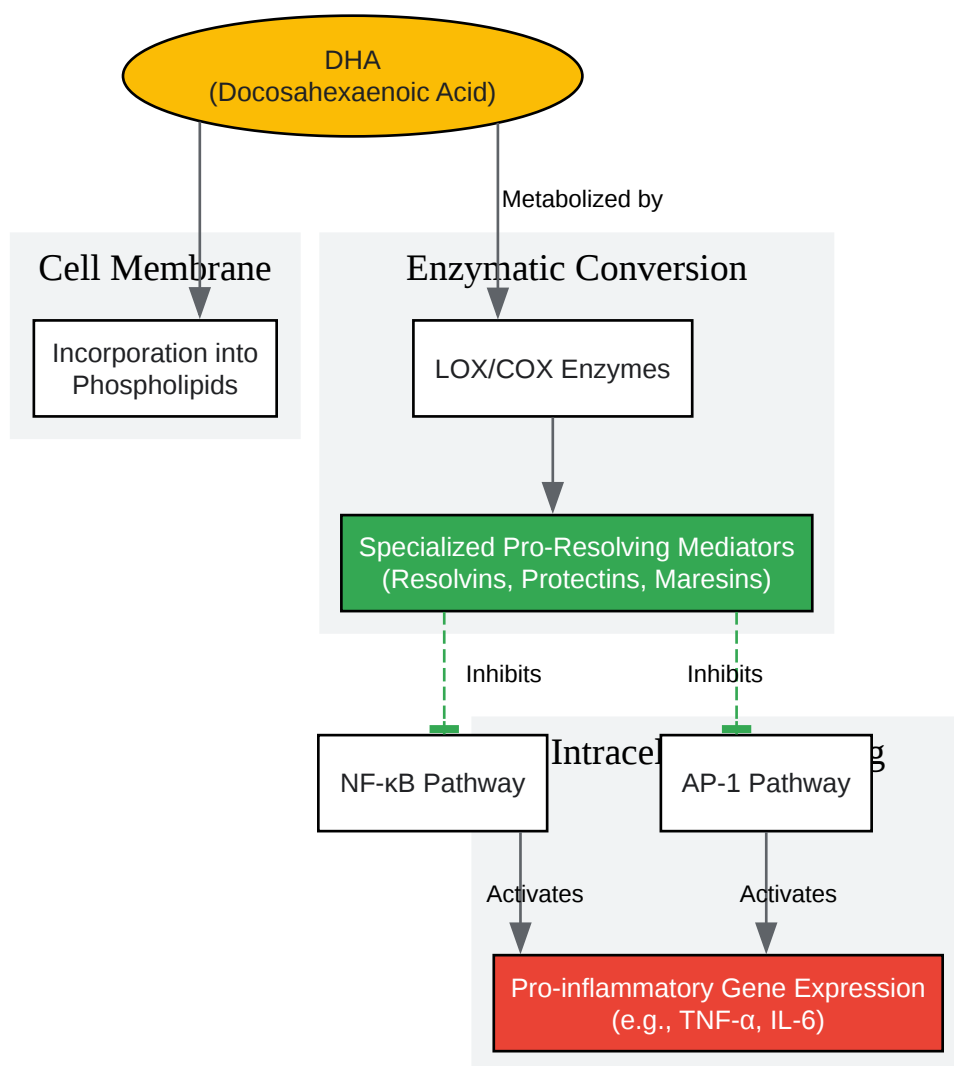 DHA
(Docosahexaenoic Acid)
Metabolized by
Cell Membrane
Enzymatic Conversion
Incorporation into
Phospholipids
LOX/COX Enzymes
Specialized Pro-Resolving Mediators
(Resolvins, Protectins, Maresins)
Inhibits
Inhibits
NF-κB Pathway
AP-1 Pathway
Activates
Activates
Pro-inflammatory Gene Expression
(e.g., TNF-α, IL-6)